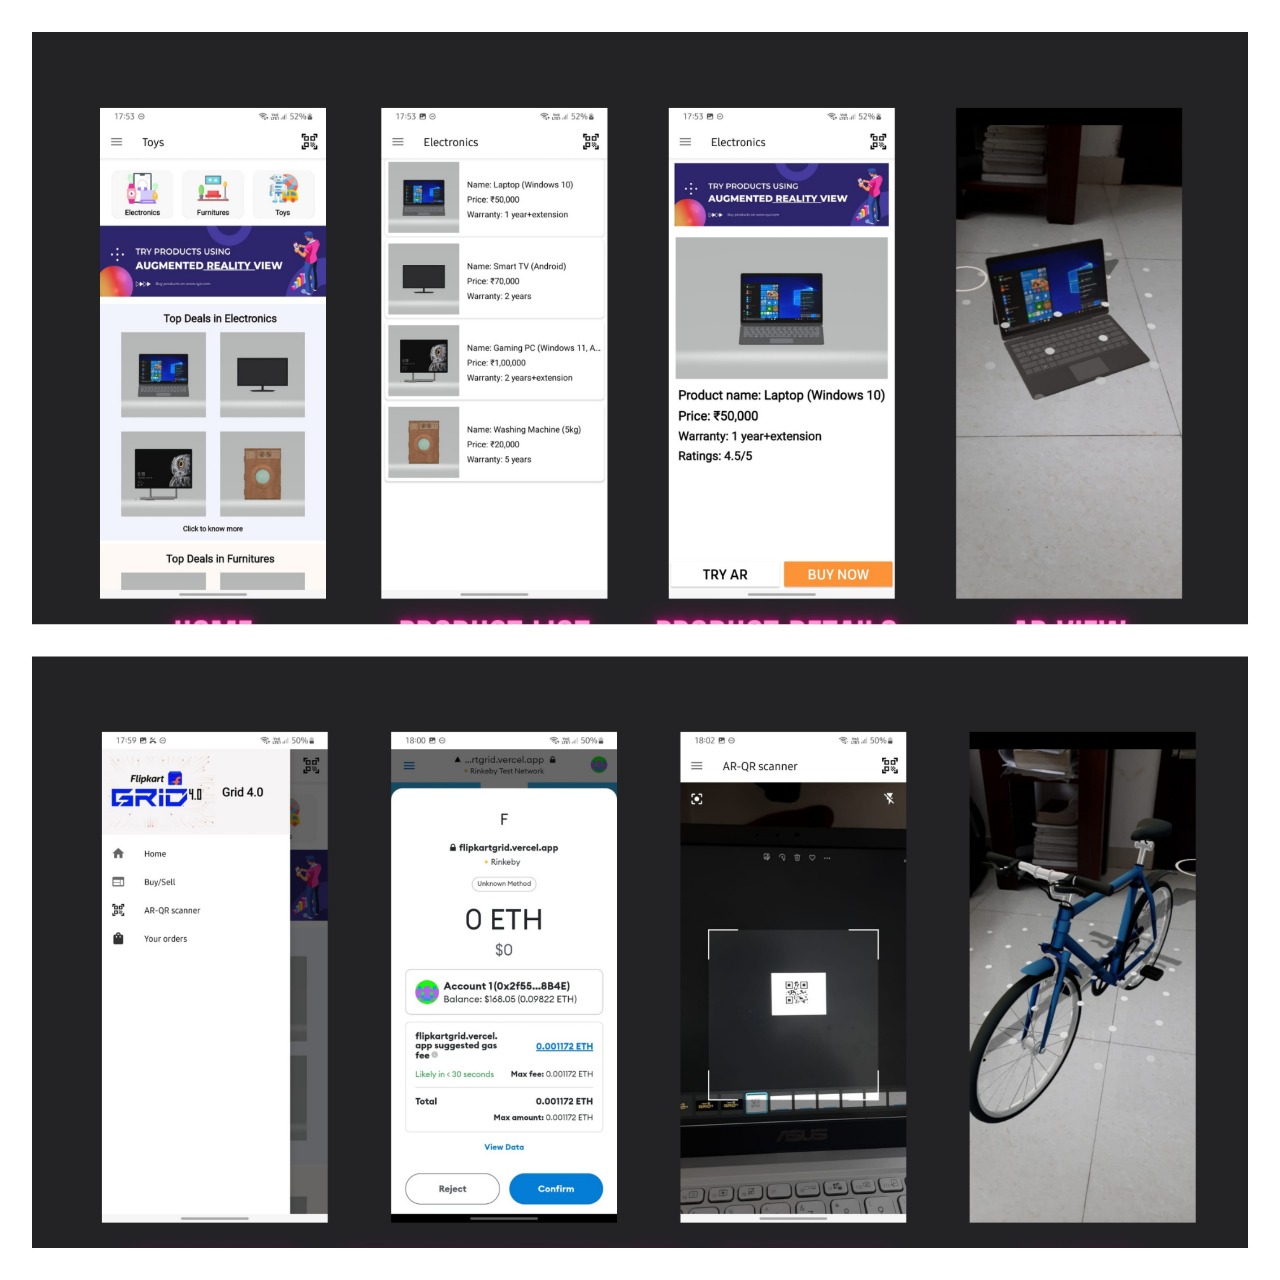 17:53
52%
Toys
Electronics
Furnitures
Toys
TRY PRODUCTS USING
AUGMENTED REALITY VIEW
Top Deals in Electronics
Click to know more
Top Deals in Furnitures
HOME
17:53
52%
Electronics
Name: Laptop (Windows 10)
Price: ₹50,000
Warranty: 1 year+extension
Name: Smart TV (Android)
Price: ₹70,000
Warranty: 2 years
Name: Gaming PC (Windows 11, A...
Price: ₹1,00,000
Warranty: 2 years+extension
Name: Washing Machine (5kg)
Price: ₹20,000
Warranty: 5 years
PRODUCT LIST
17:53
52%
Electronics
TRY PRODUCTS USING
AUGMENTED REALITY VIEW
Product name: Laptop (Windows 10)
Price: ₹50,000
Warranty: 1 year+extension
Ratings: 4.5/5
TRY AR
BUY NOW
PRODUCT DETAILS
AR VIEW
17:59
50%
Flipkart
GRiD 4.0
Grid 4.0
Home
Buy/Sell
AR-QR scanner
Your orders
18:00
50%
...rtgrid.vercel.app
Rinkeby Test Network
F
flipkartgrid.vercel.app
Rinkeby
Unknown Method
0 ETH
$0
Account 1(0x2f55...8B4E)
Balance: $168.05 (0.09822 ETH)
flipkartgrid.vercel.
app suggested gas
fee
0.001172 ETH
Likely in < 30 seconds
Max fee: 0.001172 ETH
Total
0.001172 ETH
Max amount: 0.001172 ETH
View Data
Reject
Confirm
18:02
50%
AR-QR scanner
ASUS